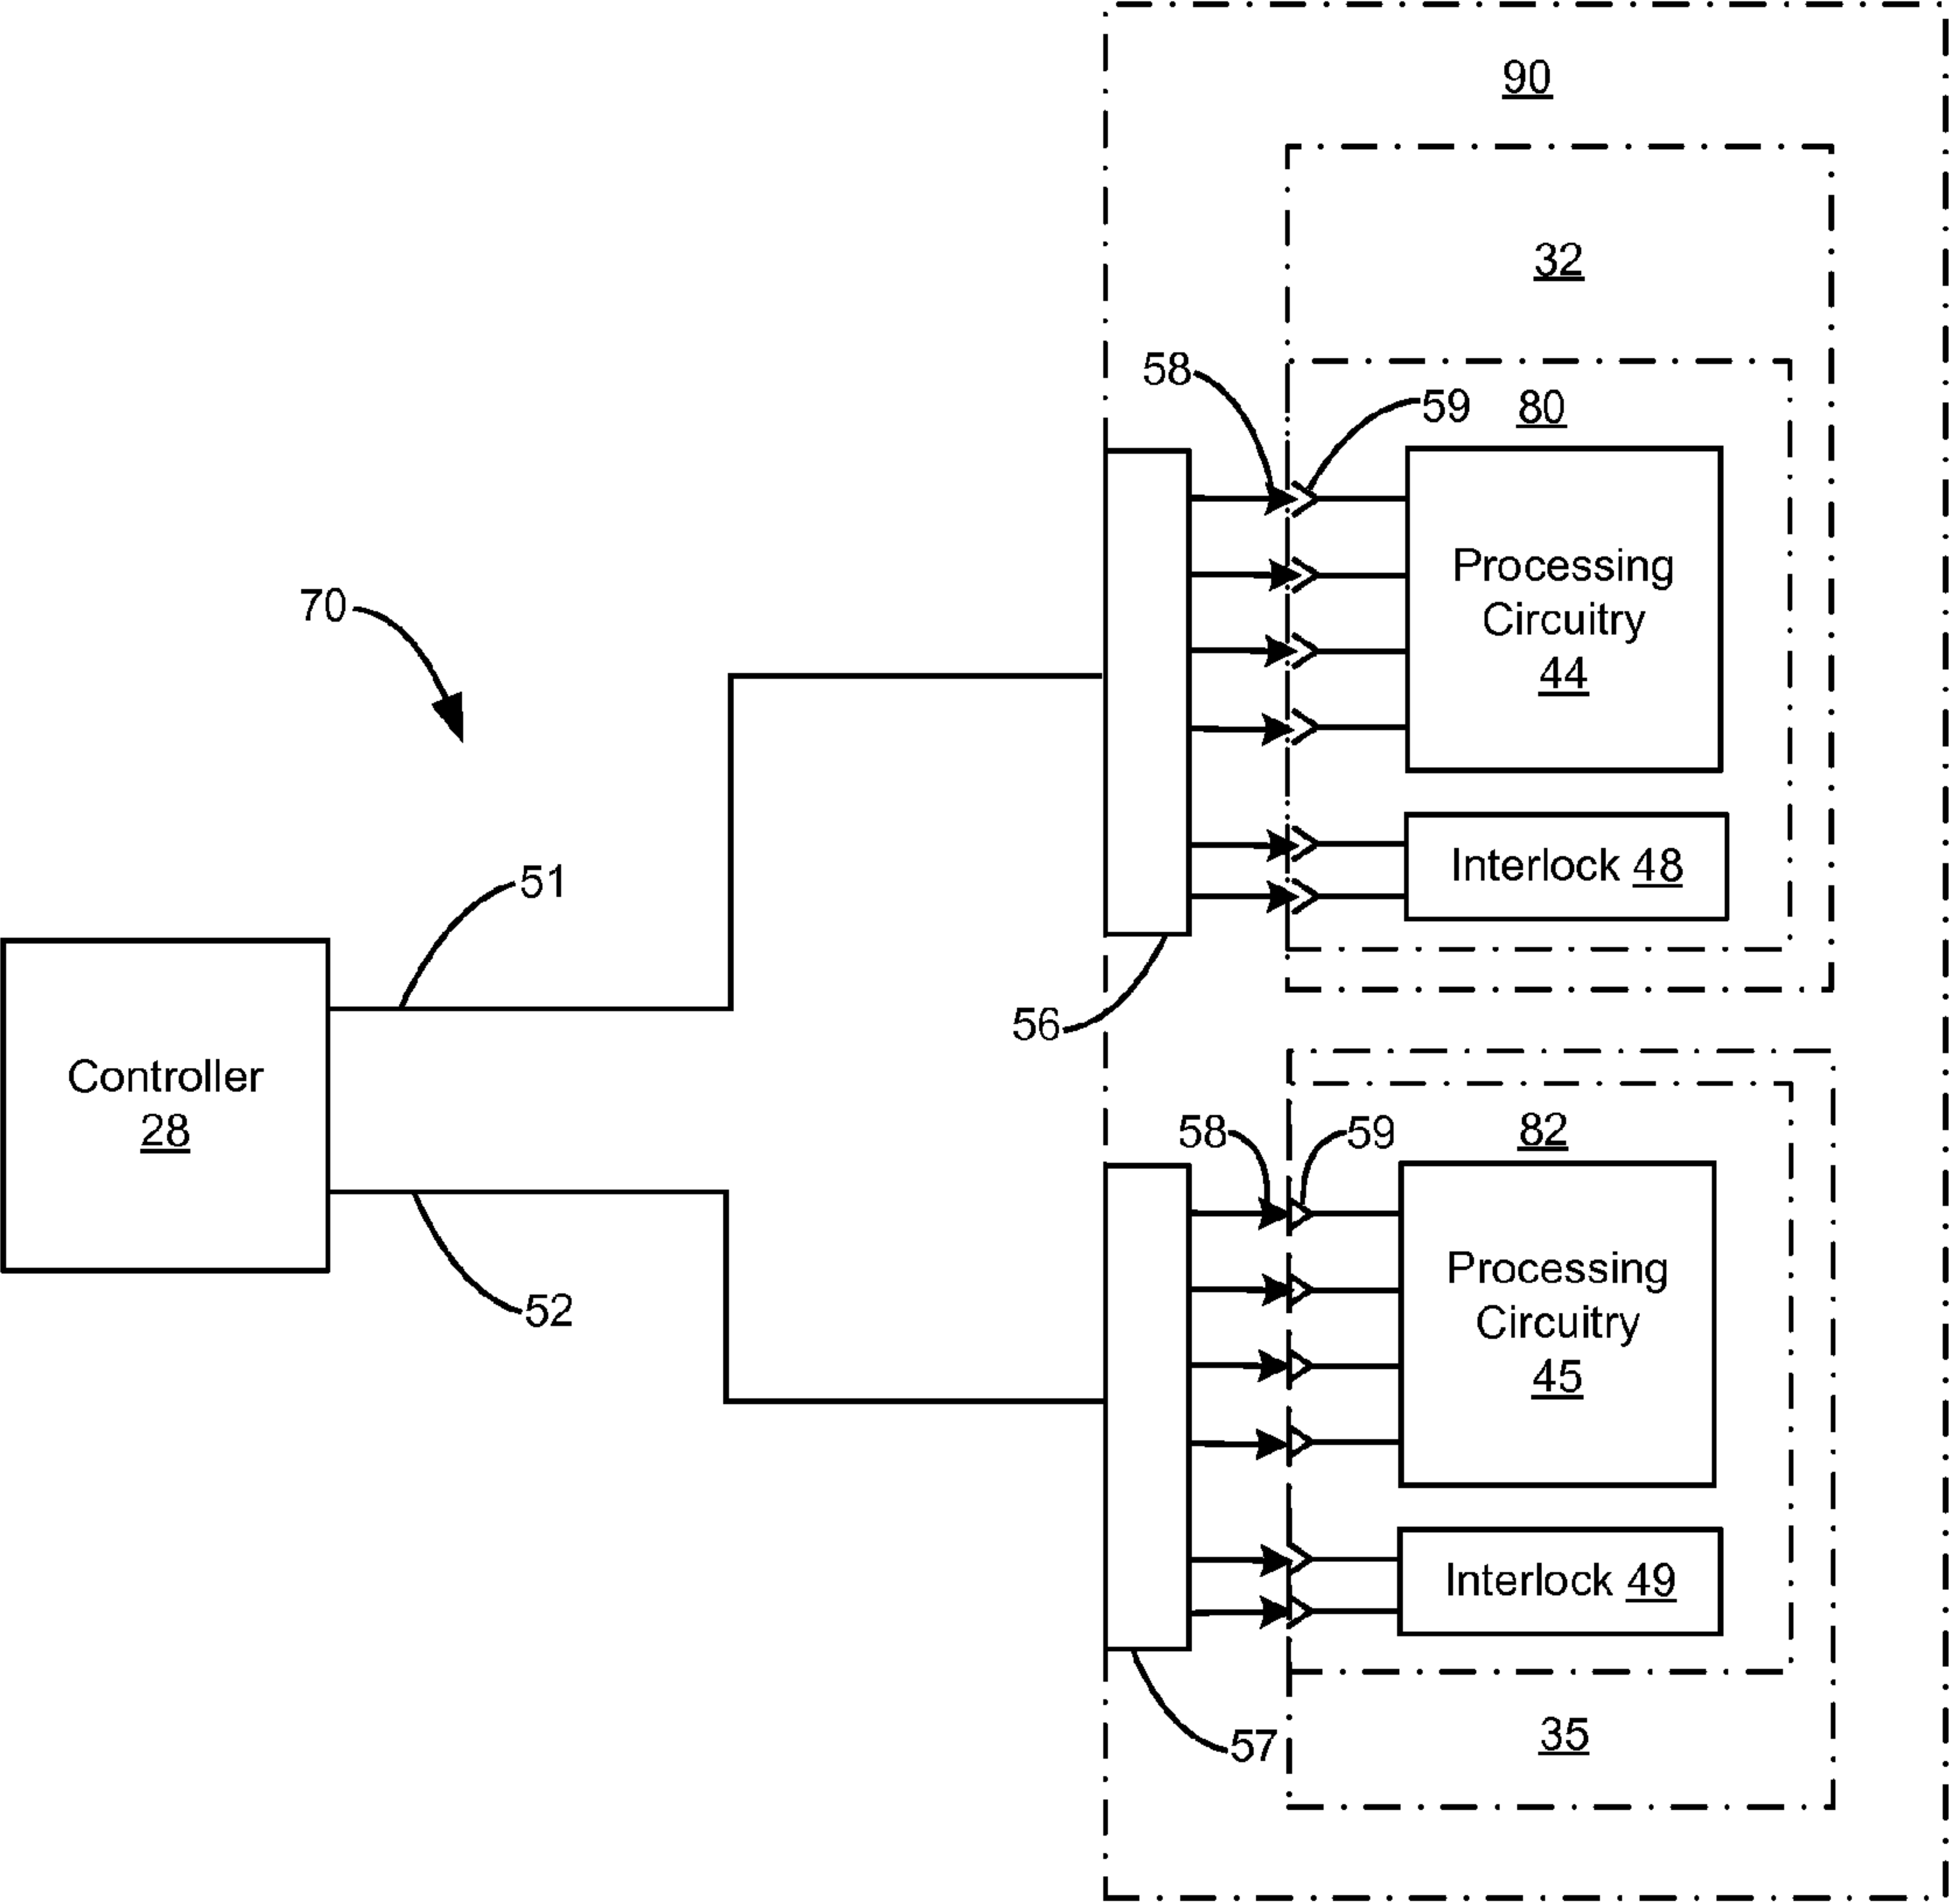 90
32
58
59
80
Processing
Circuitry
44
70
Interlock 48
51
56
Controller
28
58
59
82
Processing
Circuitry
45
52
Interlock 49
57
35